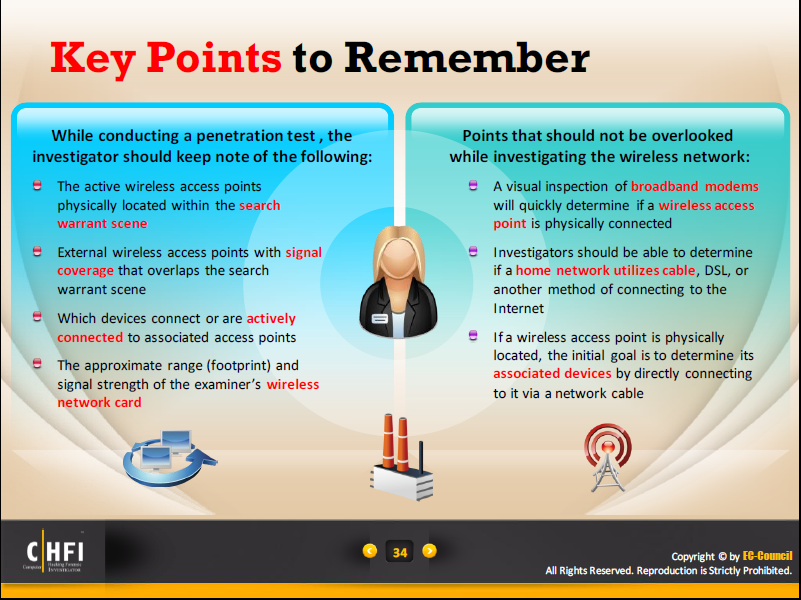 Key Points to Remember
While conducting a penetration test , the
investigator should keep note of the following:
The active wireless access points
physically located within the search
warrant scene
External wireless access points with signal
coverage that overlaps the search
warrant scene
Which devices connect or are actively
connected to associated access points
The approximate range (footprint) and
signal strength of the examiner's wireless
network card
Points that should not be overlooked
while investigating the wireless network:
A visual inspection of broadband modems
will quickly determine if a wireless access
point is physically connected
Investigators should be able to determine
if a home network utilizes cable, DSL, or
another method of connecting to the
Internet
If a wireless access point is physically
located, the initial goal is to determine its
associated devices by directly connecting
to it via a network cable
CHFI
Computer Hacking Forensic
INVESTIGATOR
34
Copyright © by EC-Council
All Rights Reserved. Reproduction is Strictly Prohibited.